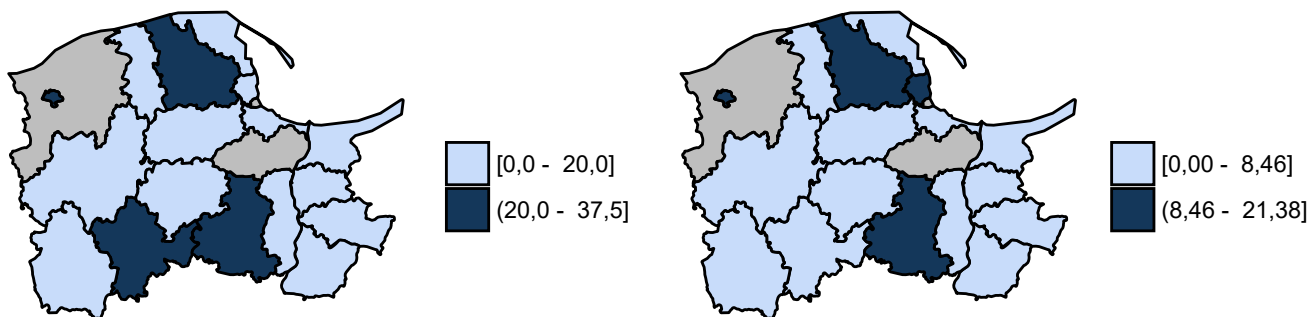 [0,0 - 20,0]
(20,0 - 37,5]
[0,00 - 8,46]
(8,46 - 21,38]